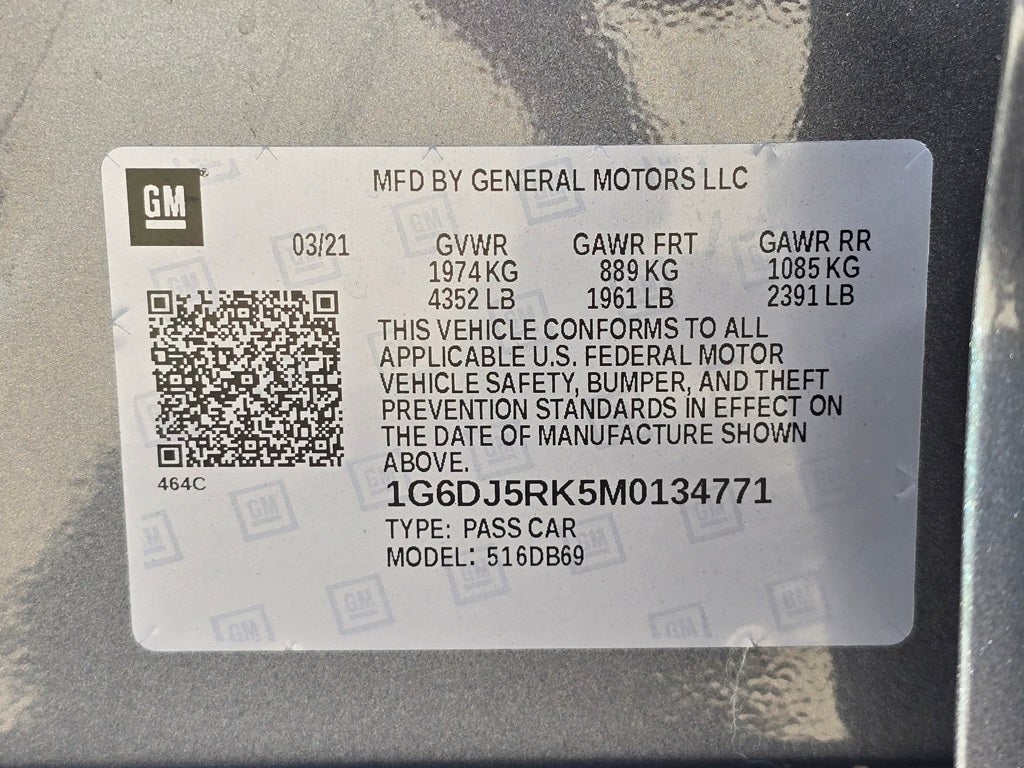 GM
MFD BY GENERAL MOTORS LLC
03/21 GVWR GAWR FRT GAWR RR
1974 KG 889 KG 1085 KG
4352 LB 1961 LB 2391 LB
THIS VEHICLE CONFORMS TO ALL
APPLICABLE U.S. FEDERAL MOTOR
VEHICLE SAFETY, BUMPER, AND THEFT
PREVENTION STANDARDS IN EFFECT ON
THE DATE OF MANUFACTURE SHOWN
ABOVE.
464C
1G6DJ5RK5M0134771
TYPE: PASS CAR
MODEL: 516DB69